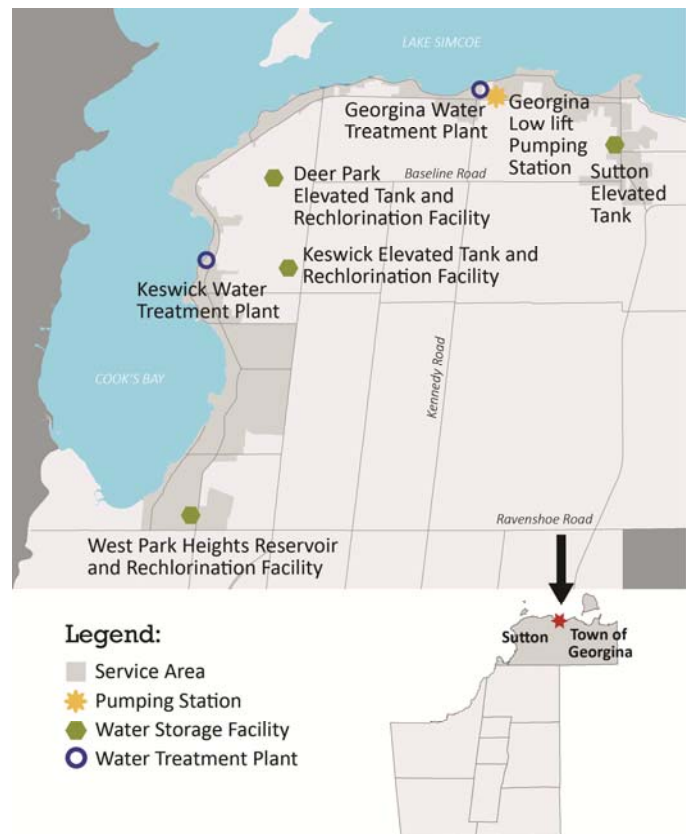 LAKE SIMCOE
Georgina Water
Treatment Plant
Georgina
Low lift
Pumping
Station
Sutton
Elevated
Tank
Baseline Road
Deer Park
Elevated Tank and
Rechlorination Facility
Keswick Elevated Tank and
Rechlorination Facility
Keswick Water
Treatment Plant
Kennedy Road
COOK'S BAY
Ravenshoe Road
West Park Heights Reservoir
and Rechlorination Facility
Legend:
Service Area
Pumping Station
Water Storage Facility
Water Treatment Plant
Sutton
Town of
Georgina